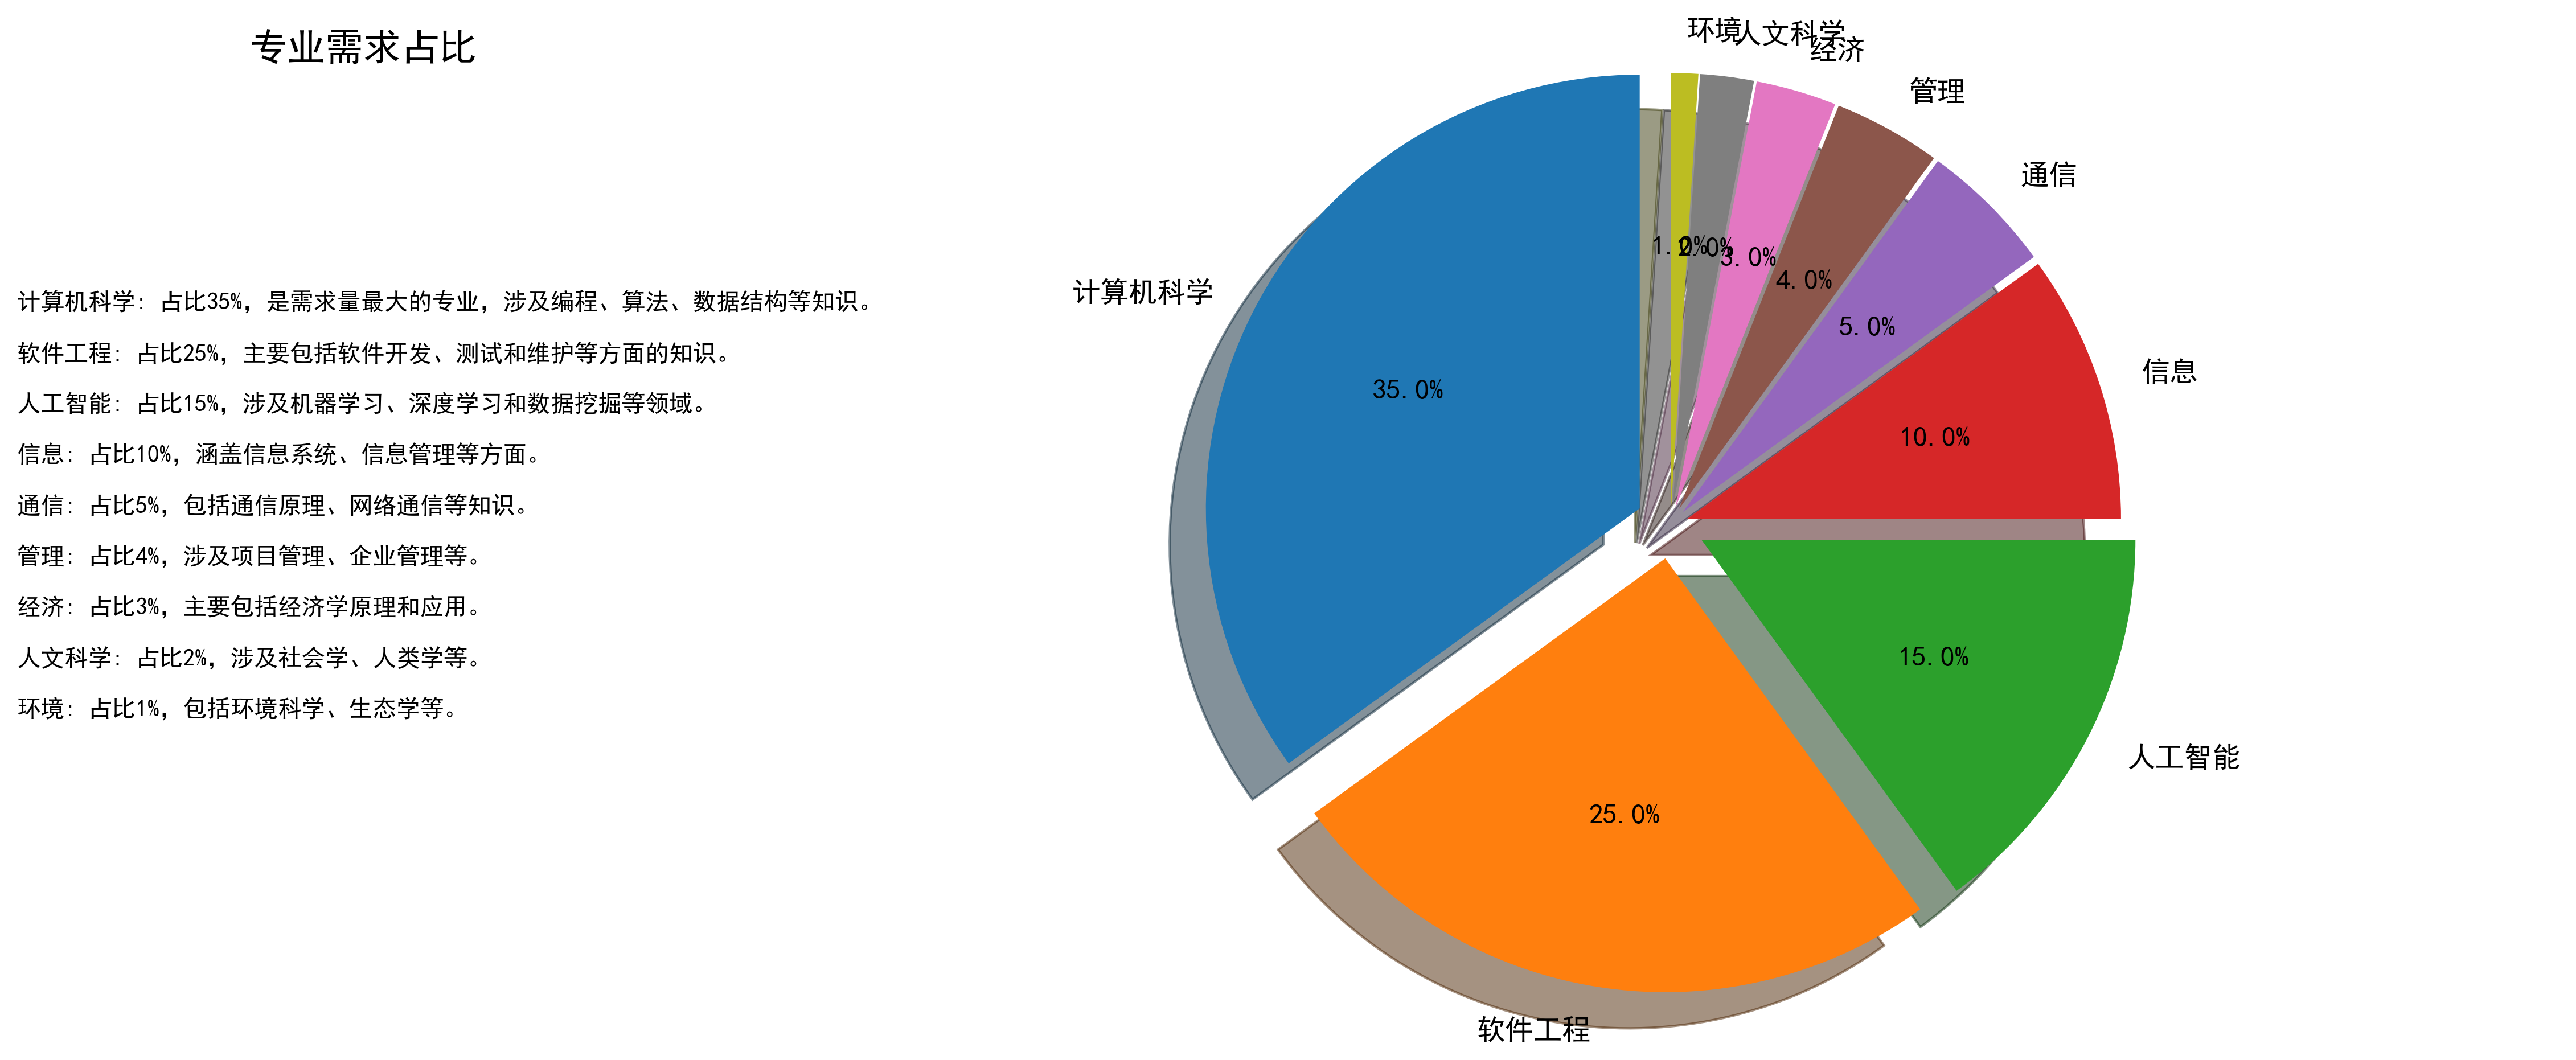 专业需求占比
计算机科学: 占比35%，是需求量最大的专业，涉及编程、算法、数据结构等知识。
软件工程: 占比25%，主要包括软件开发、测试和维护等方面的知识。
人工智能: 占比15%，涉及机器学习、深度学习和数据挖掘等领域。
信息: 占比10%，涵盖信息系统、信息管理等方面。
通信: 占比5%，包括通信原理、网络通信等知识。
管理: 占比4%，涉及项目管理、企业管理等。
经济: 占比3%，主要包括经济学原理和应用。
人文科学: 占比2%，涉及社会学、人类学等。
环境: 占比1%，包括环境科学、生态学等。
环境
人文科学
经济
管理
通信
信息
人工智能
软件工程
计算机科学
1.0%
2.0%
3.0%
4.0%
5.0%
10.0%
15.0%
25.0%
35.0%